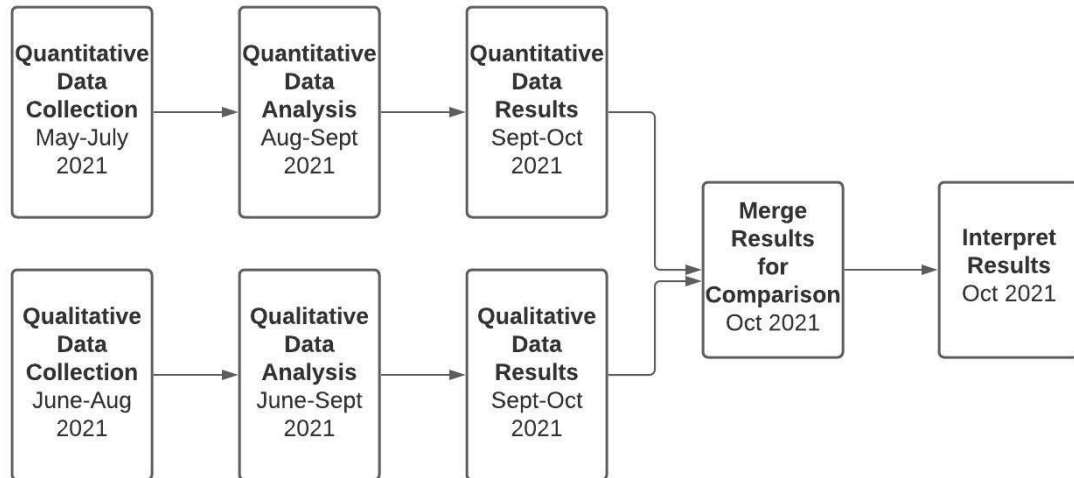 Quantitative
Data
Collection
May-July
2021
Quantitative
Data
Analysis
Aug-Sept
2021
Quantitative
Data
Results
Sept-Oct
2021
Merge
Results
for
Comparison
Oct 2021
Interpret
Results
Oct 2021
Qualitative
Data
Collection
June-Aug
2021
Qualitative
Data
Analysis
June-Sept
2021
Qualitative
Data
Results
Sept-Oct
2021